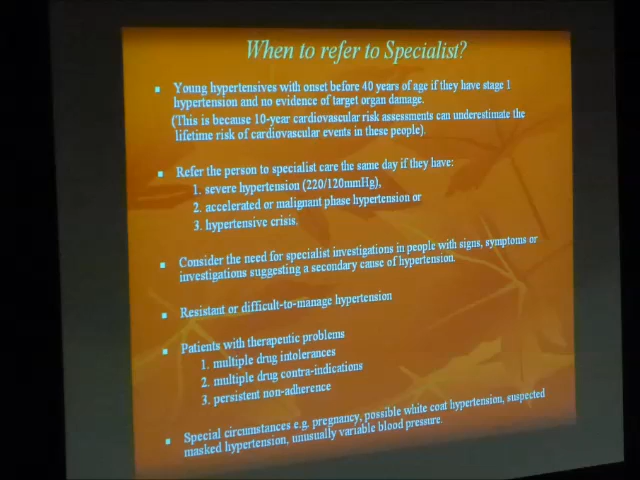 When to refer to Specialist?
▪ Young hypertensives with onset before 40 years of age if they have stage 1
hypertension and no evidence of target organ damage.
(This is because 10-year cardiovascular risk assessments can underestimate the
lifetime risk of cardiovascular events in these people).
▪ Refer the person to specialist care the same day if they have:
1. severe hypertension (220/120mmHg),
2. accelerated or malignant phase hypertension or
3. hypertensive crisis.
▪ Consider the need for specialist investigations in people with signs, symptoms or
investigations suggesting a secondary cause of hypertension.
▪ Resistant or difficult-to-manage hypertension
▪ Patients with therapeutic problems
1. multiple drug intolerances
2. multiple drug contra-indications
3. persistent non-adherence
▪ Special circumstances e.g. pregnancy, possible white coat hypertension, suspected
masked hypertension, unusually variable blood pressure.